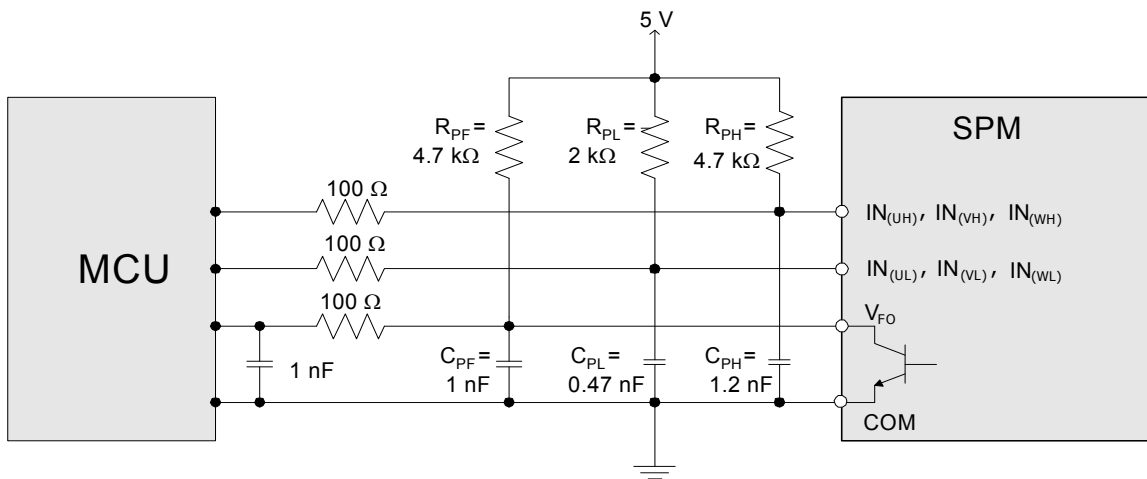 5 V
R_PF=
4.7 kΩ
R_PL=
2 kΩ
R_PH=
4.7 kΩ
SPM
MCU
100 Ω
100 Ω
100 Ω
IN_(UH), IN_(VH), IN_(WH)
IN_(UL), IN_(VL), IN_(WL)
V_FO
1 nF
C_PF=
1 nF
C_PL=
0.47 nF
C_PH=
1.2 nF
COM